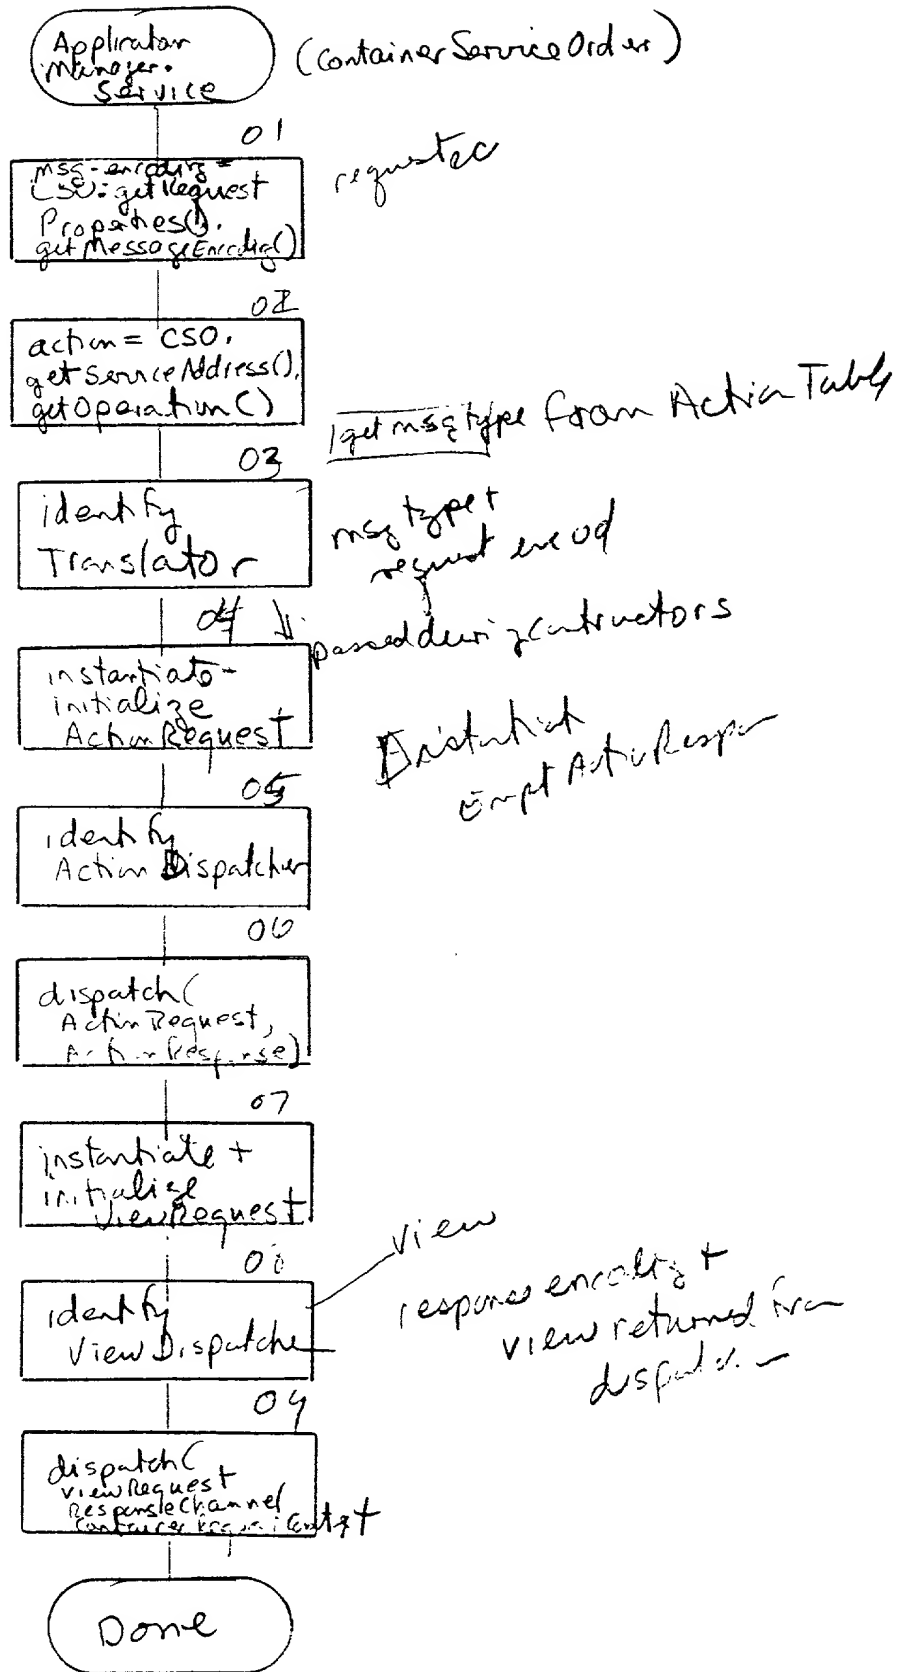 Application
Manager.
Service
(ContainerServiceOrder)
01
msg-encoding =
CSO.getRequest
Properties().
getMessageEncoding()
02
action = CSO.
getServiceAddress().
getOperation()
get msg type from Action Table
03
identify
Translator
msg type +
request encod
04
passed during contructors
instantiate -
initialize
ActionRequest
05
identify
Action Dispatcher
06
dispatch(
ActionRequest,
ActionResponse)
07
instantiate +
initialize
ViewRequest
view
08
identify
View Dispatcher
response encoding +
view returned from
09
dispatch(
viewRequest
ResponseChannel
Done